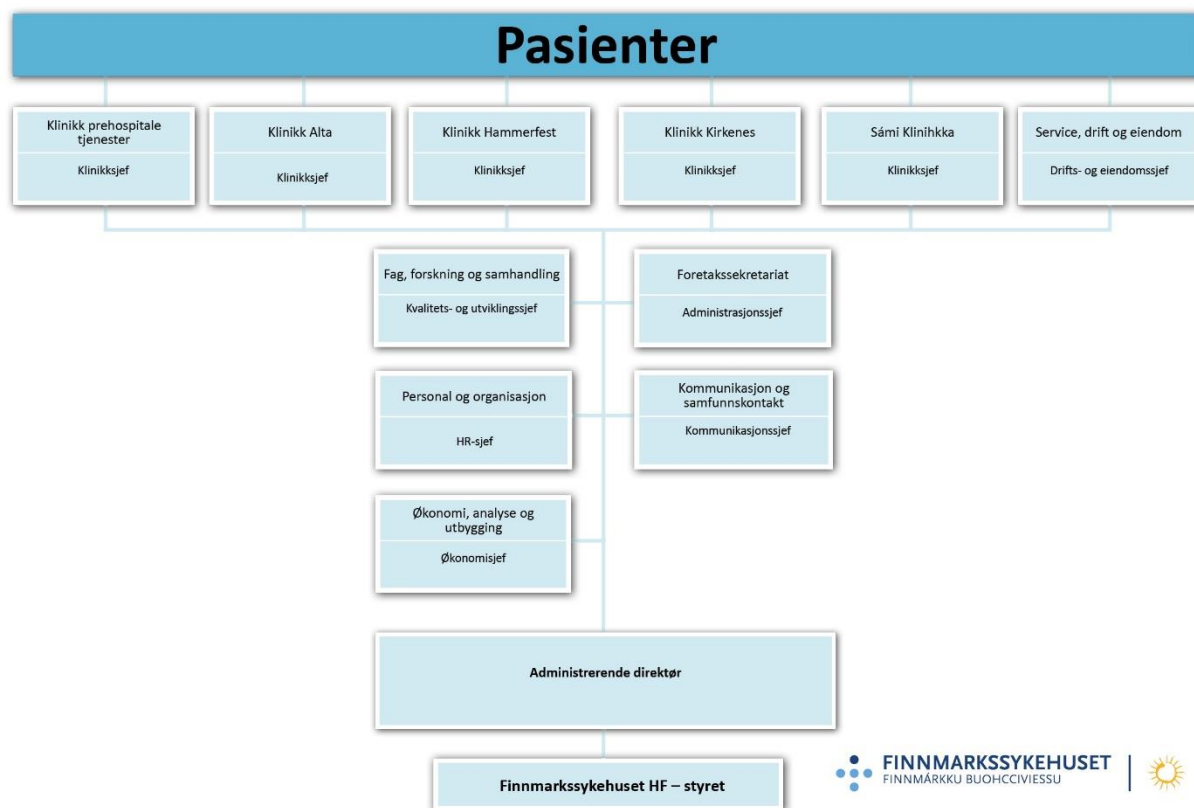 Pasienter
Klinikk prehospitale
tjenester
Klinikksjef
Klinikk Alta
Klinikksjef
Klinikk Hammerfest
Klinikksjef
Klinikk Kirkenes
Klinikksjef
Sámi Klinihkka
Klinikksjef
Service, drift og eiendom
Drifts- og eiendomssjef
Fag, forskning og samhandling
Kvalitets- og utviklingssjef
Foretakssekretariat
Administrasjonssjef
Personal og organisasjon
HR-sjef
Kommunikasjon og
samfunnskontakt
Kommunikasjonssjef
Økonomi, analyse og
utbygging
Økonomisjef
Administrerende direktør
Finnmarkssykehuset HF – styret
FINNMARKSSYKEHUSET
FINNMÁRKKU BUOHCCIVIESSU